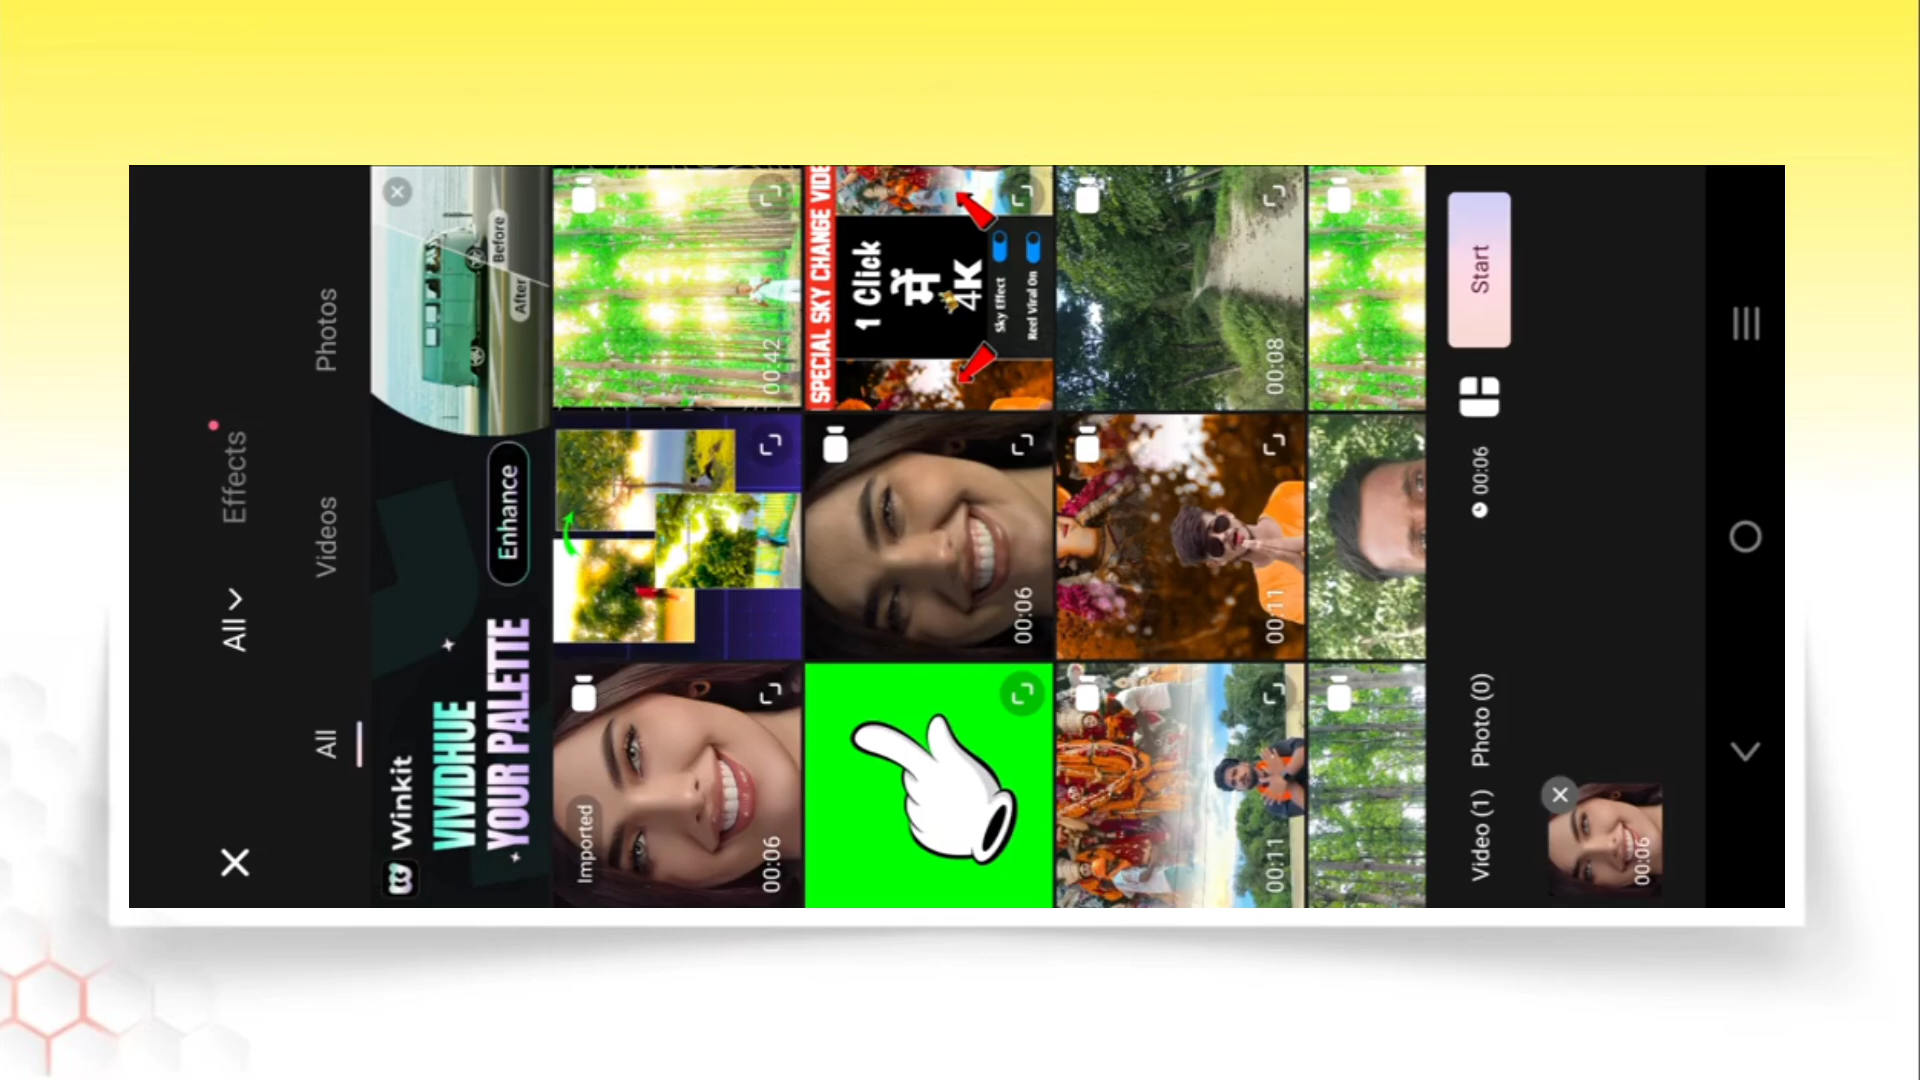 All
Effects
All
Videos
Photos
Winkit
VIVIDHUE
YOUR PALETTE
Enhance
After
Before
Imported
00:06
00:42
00:06
SPECIAL SKY CHANGE VIDE
1 Click
में
4K
Sky Effect
Reel Viral On
00:11
00:11
00:08
Video (1)
Photo (0)
00:06
Start
00:06